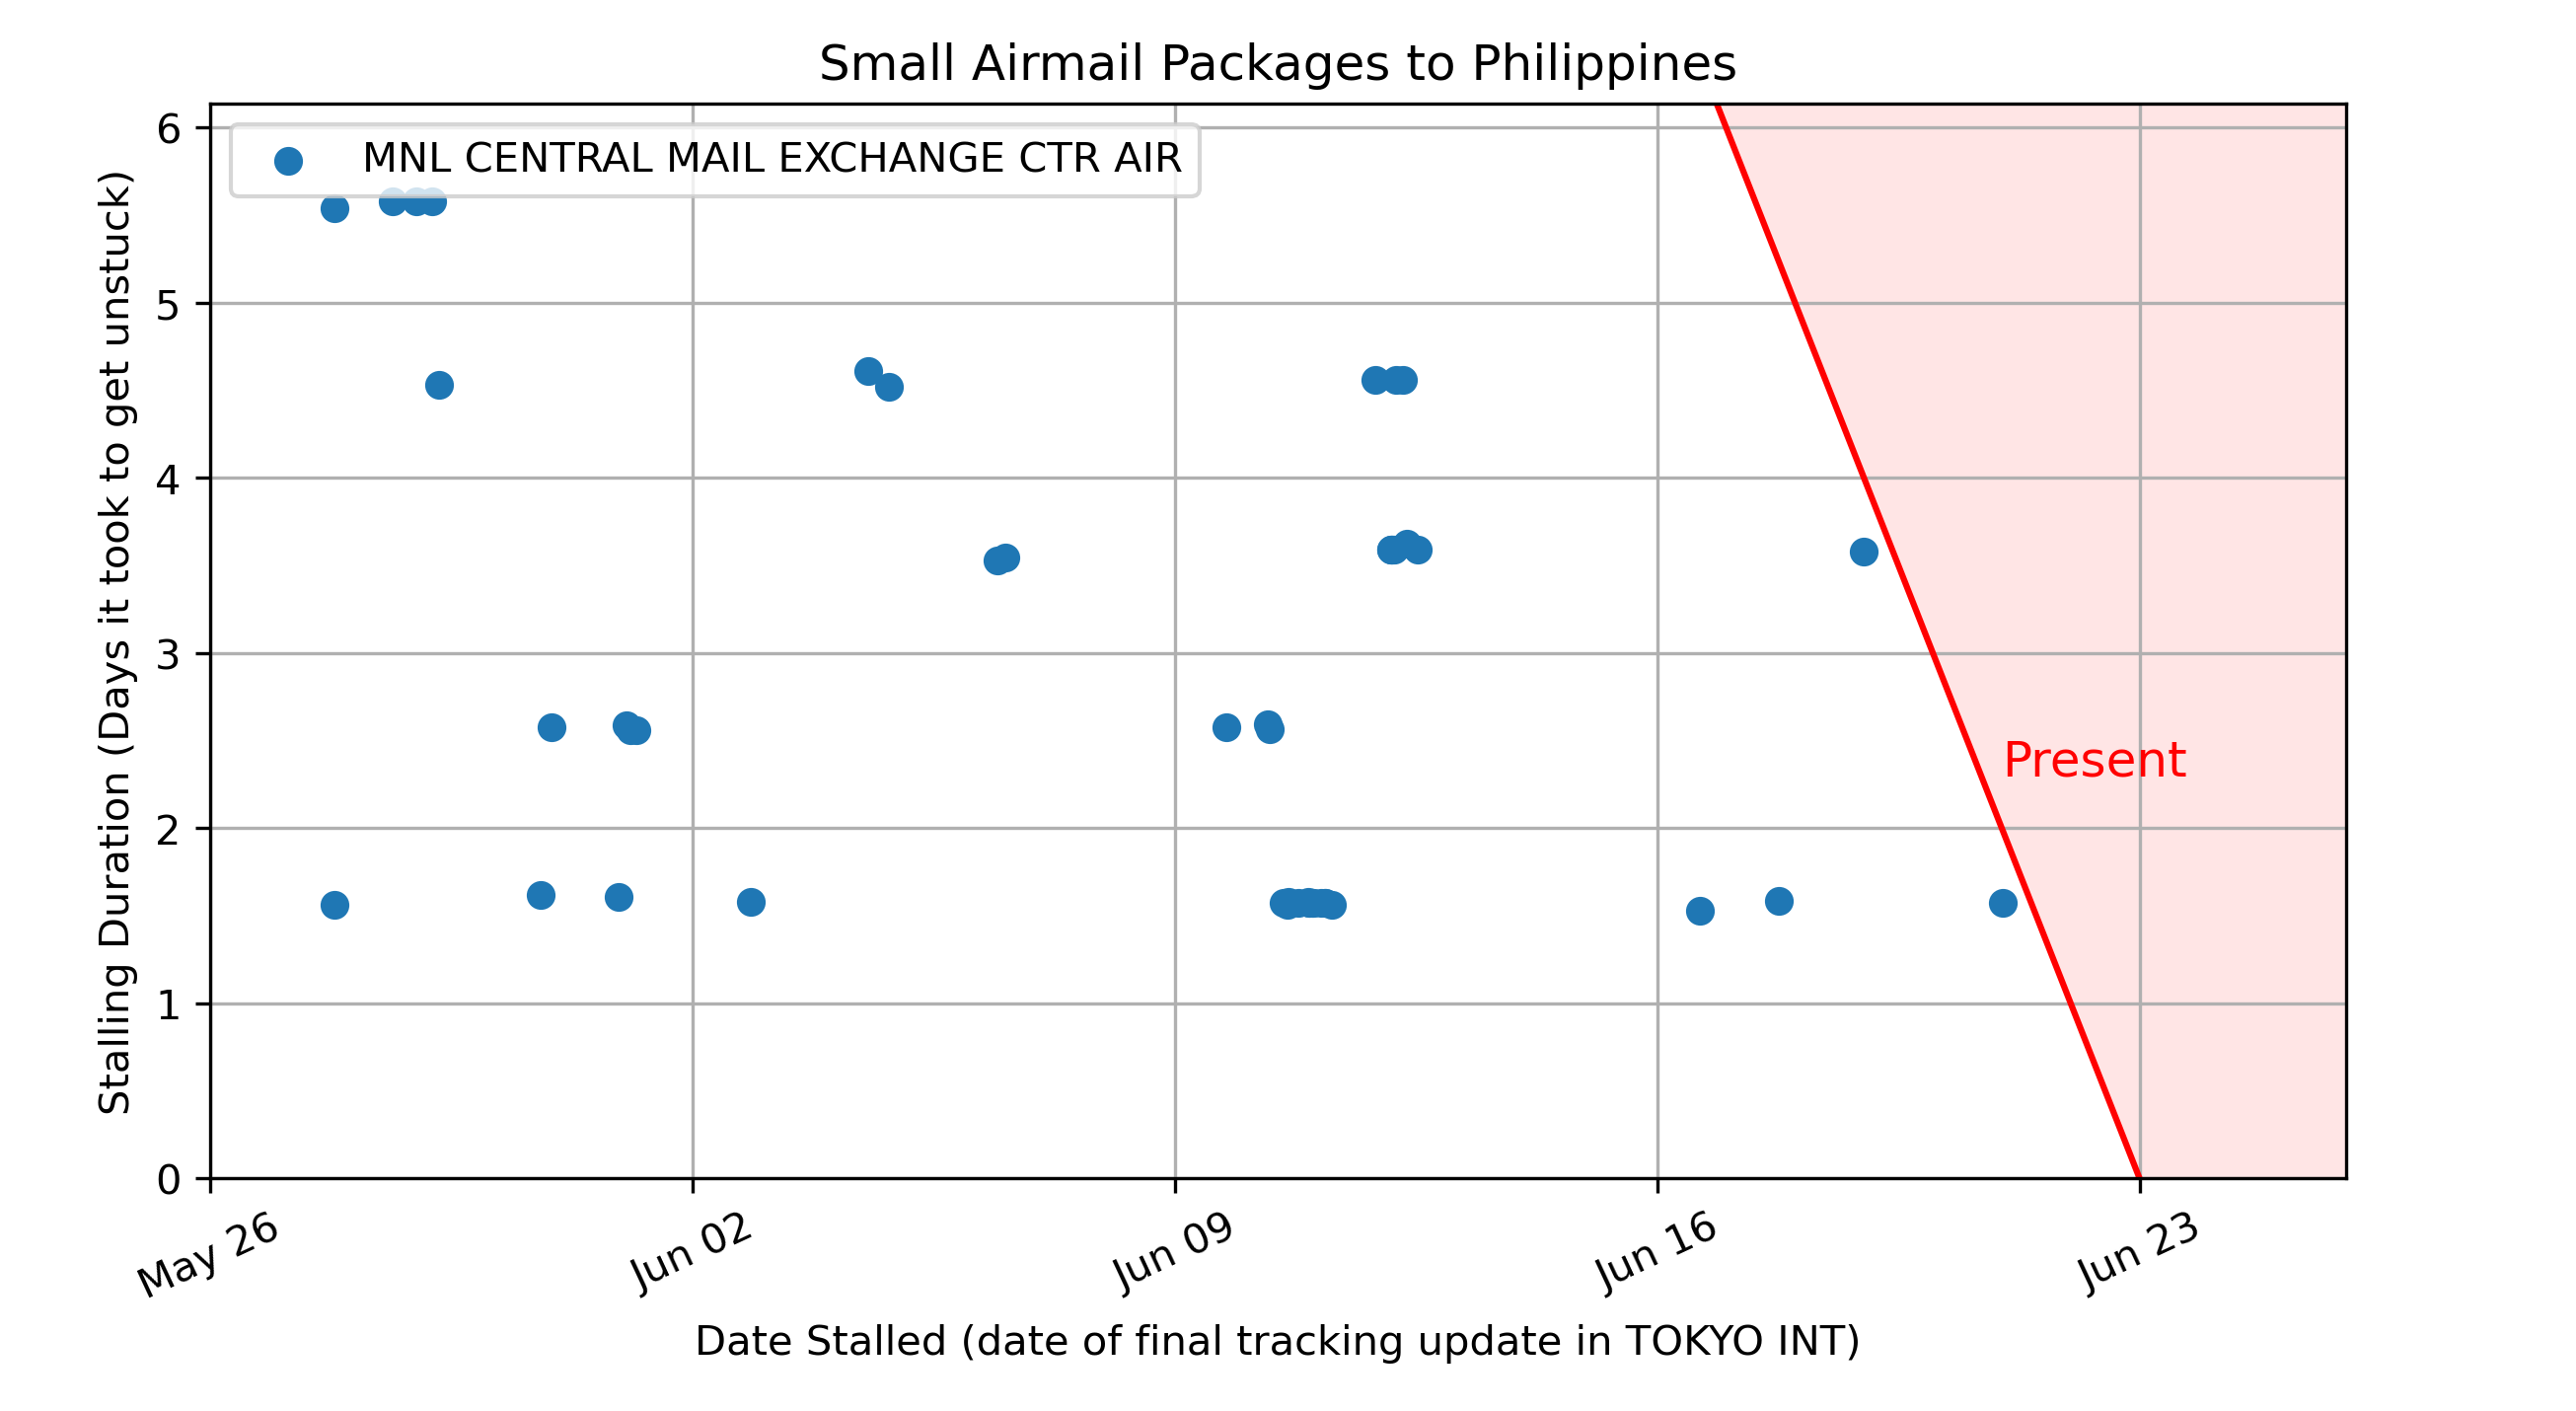 Small Airmail Packages to Philippines
MNL CENTRAL MAIL EXCHANGE CTR AIR
Stalling Duration (Days it took to get unstuck)
6
5
4
3
2
1
0
Present
May 26
Jun 02
Jun 09
Jun 16
Jun 23
Date Stalled (date of final tracking update in TOKYO INT)